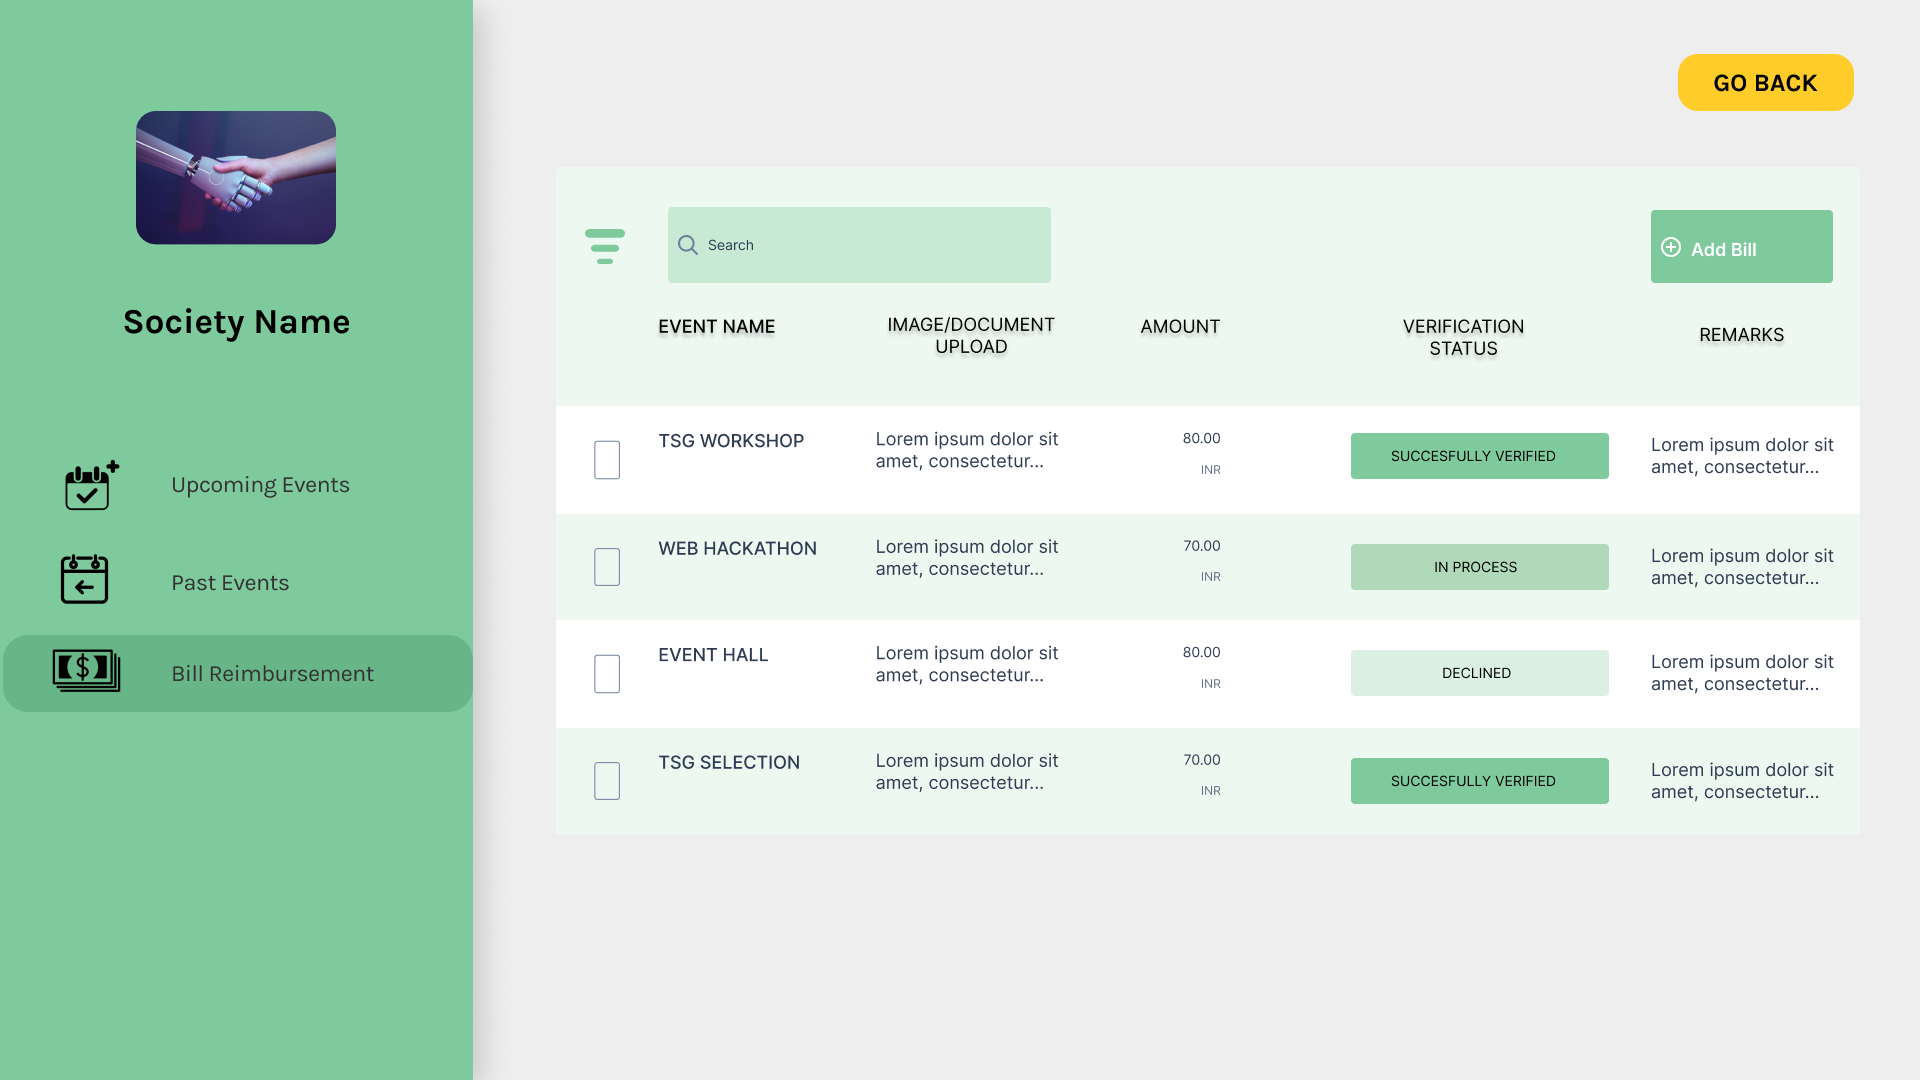 GO BACK
Society Name
Upcoming Events
Past Events
Bill Reimbursement
Search
Add Bill
EVENT NAME
IMAGE/DOCUMENT
UPLOAD
AMOUNT
VERIFICATION
STATUS
REMARKS
TSG WORKSHOP
Lorem ipsum dolor sit
amet, consectetur...
80.00
INR
SUCCESFULLY VERIFIED
Lorem ipsum dolor sit
amet, consectetur...
WEB HACKATHON
Lorem ipsum dolor sit
amet, consectetur...
70.00
INR
IN PROCESS
Lorem ipsum dolor sit
amet, consectetur...
EVENT HALL
Lorem ipsum dolor sit
amet, consectetur...
80.00
INR
DECLINED
Lorem ipsum dolor sit
amet, consectetur...
TSG SELECTION
Lorem ipsum dolor sit
amet, consectetur...
70.00
INR
SUCCESFULLY VERIFIED
Lorem ipsum dolor sit
amet, consectetur...